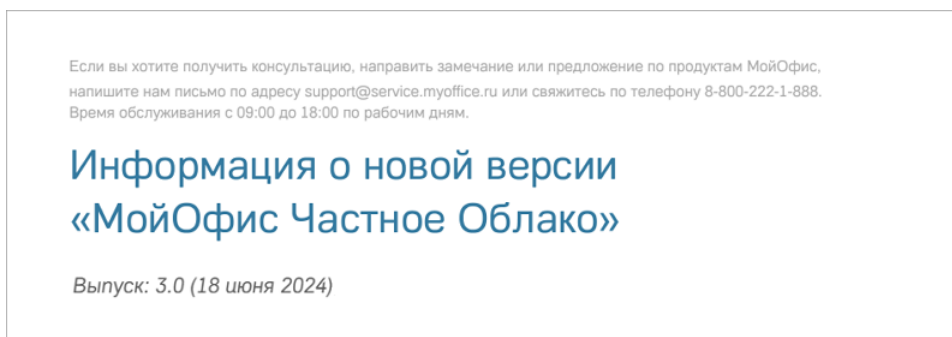 Если вы хотите получить консультацию, направить замечание или предложение по продуктам МойОфис,
напишите нам письмо по адресу support@service.myoffice.ru или свяжитесь по телефону 8-800-222-1-888.
Время обслуживания с 09:00 до 18:00 по рабочим дням.
Информация о новой версии
«МойОфис Частное Облако»
Выпуск: 3.0 (18 июня 2024)